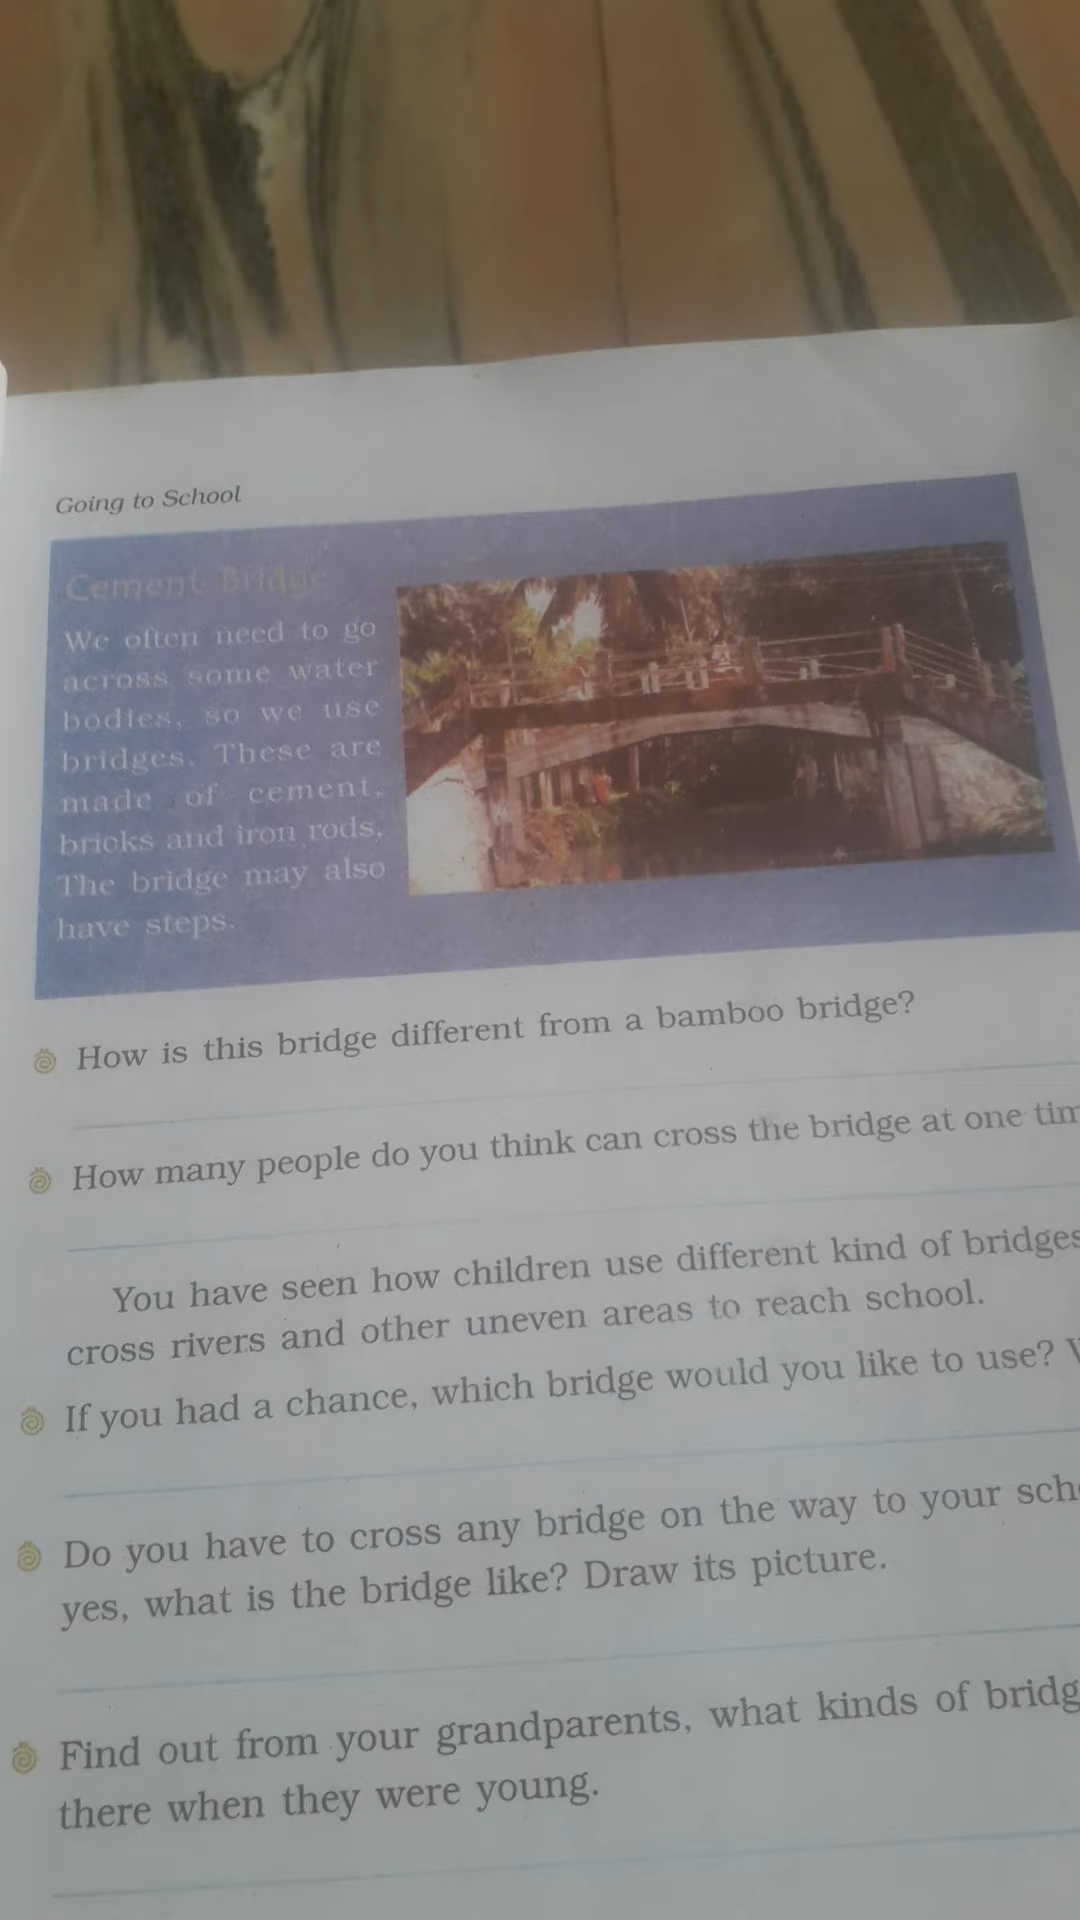 Going to School
Cement Bridge
We often need to go
across some water
bodies, so we use
bridges. These are
made of cement,
bricks and iron rods.
The bridge may also
have steps.
How is this bridge different from a bamboo bridge?
How many people do you think can cross the bridge at one
You have seen how children use different kind of bridges
cross rivers and other uneven areas to reach school.
If you had a chance, which bridge would you like to use?
Do you have to cross any bridge on the way to your
yes, what is the bridge like? Draw its picture.
Find out from your grandparents, what kinds of
there when they were young.